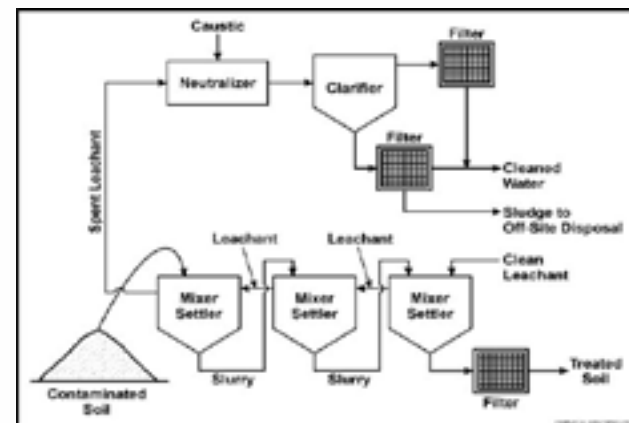 Caustic
Filter
Neutralizer
Clarifier
Filter
Spent Leachant
Cleaned
Water
Sludge to
Off-Site Disposal
Leachant
Leachant
Clean
Leachant
Mixer
Settler
Mixer
Settler
Mixer
Settler
Slurry
Slurry
Contaminated
Soil
Treated
Soil
Filter